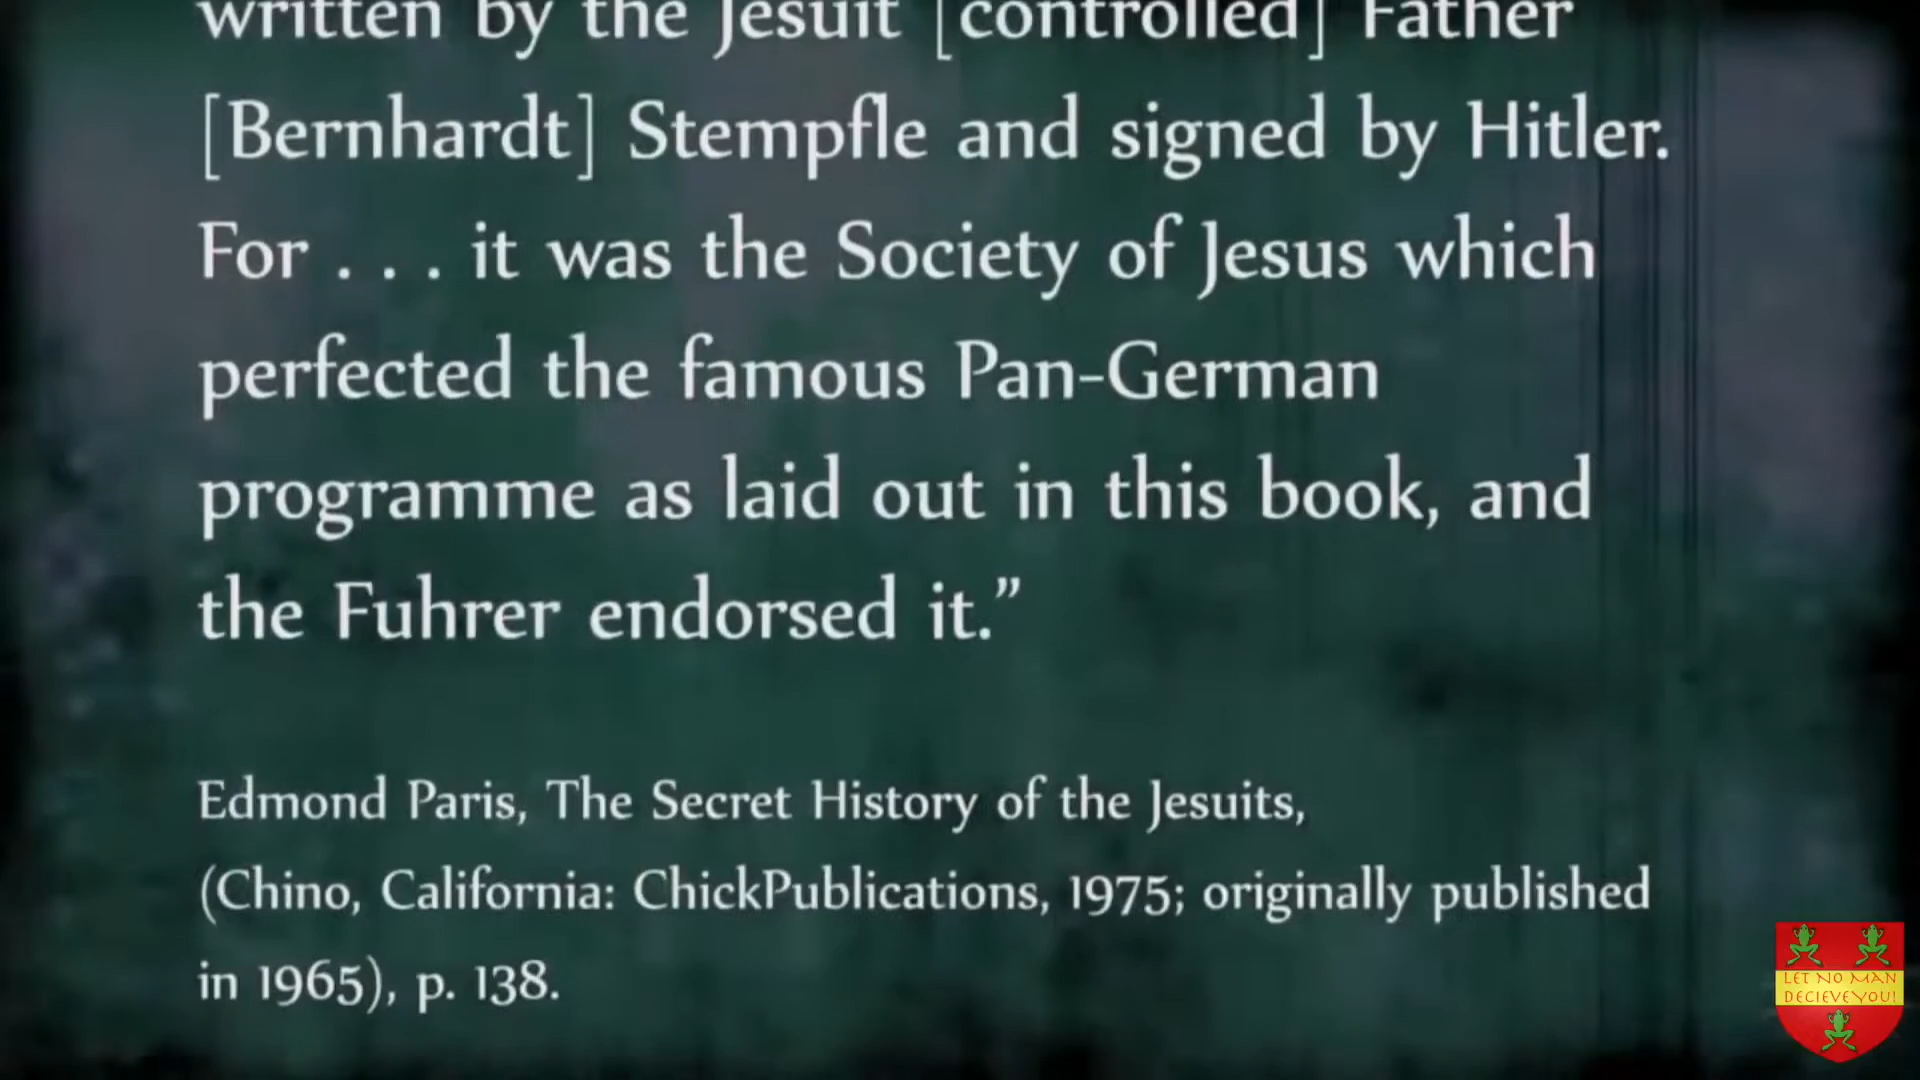 written by the Jesuit [controlled] Father
[Bernhardt] Stempfle and signed by Hitler.
For . . . it was the Society of Jesus which
perfected the famous Pan-German
programme as laid out in this book, and
the Fuhrer endorsed it.”
Edmond Paris, The Secret History of the Jesuits,
(Chino, California: ChickPublications, 1975; originally published
in 1965), p. 138.
LET NO MAN
DECIEVE YOU!